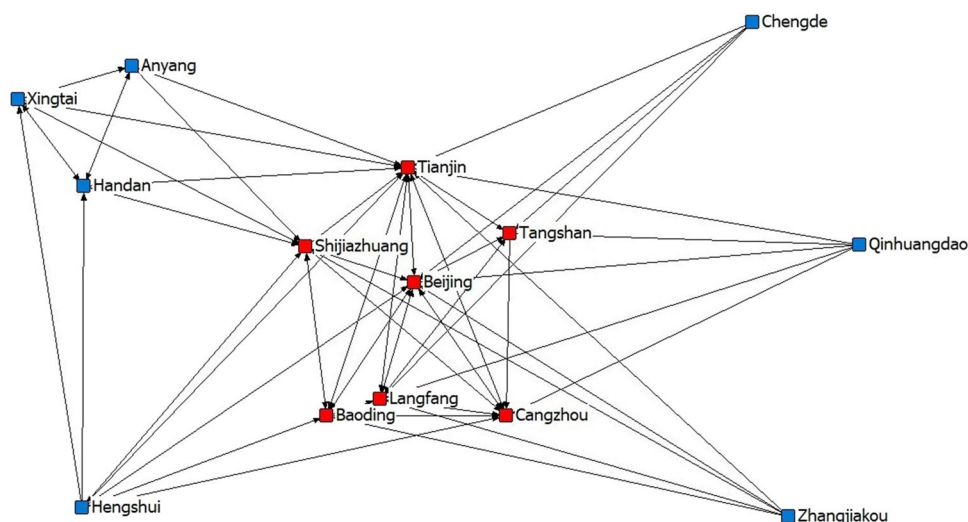 Chengde
Anyang
Xingtai
Tianjin
Handan
Tangshan
Shijiazhuang
Qinhuangdao
Beijing
Langfang
Baoding
Cangzhou
Hengshui
Zhangjiakou